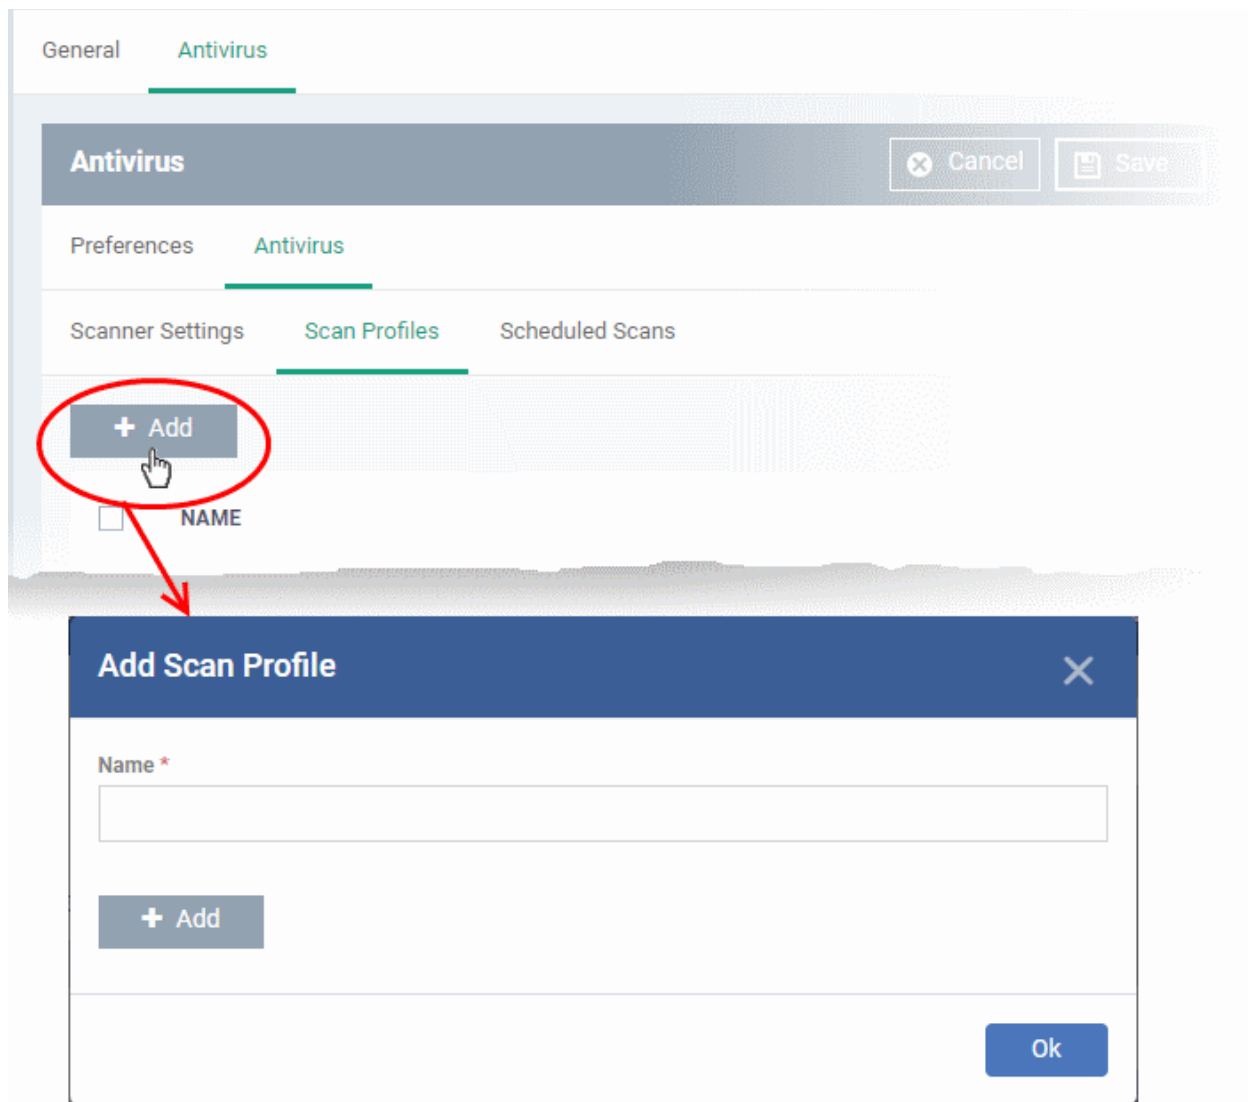 General Antivirus
Antivirus Cancel Save
Preferences Antivirus
Scanner Settings Scan Profiles Scheduled Scans
+ Add
NAME
Add Scan Profile
Name *
+ Add
Ok